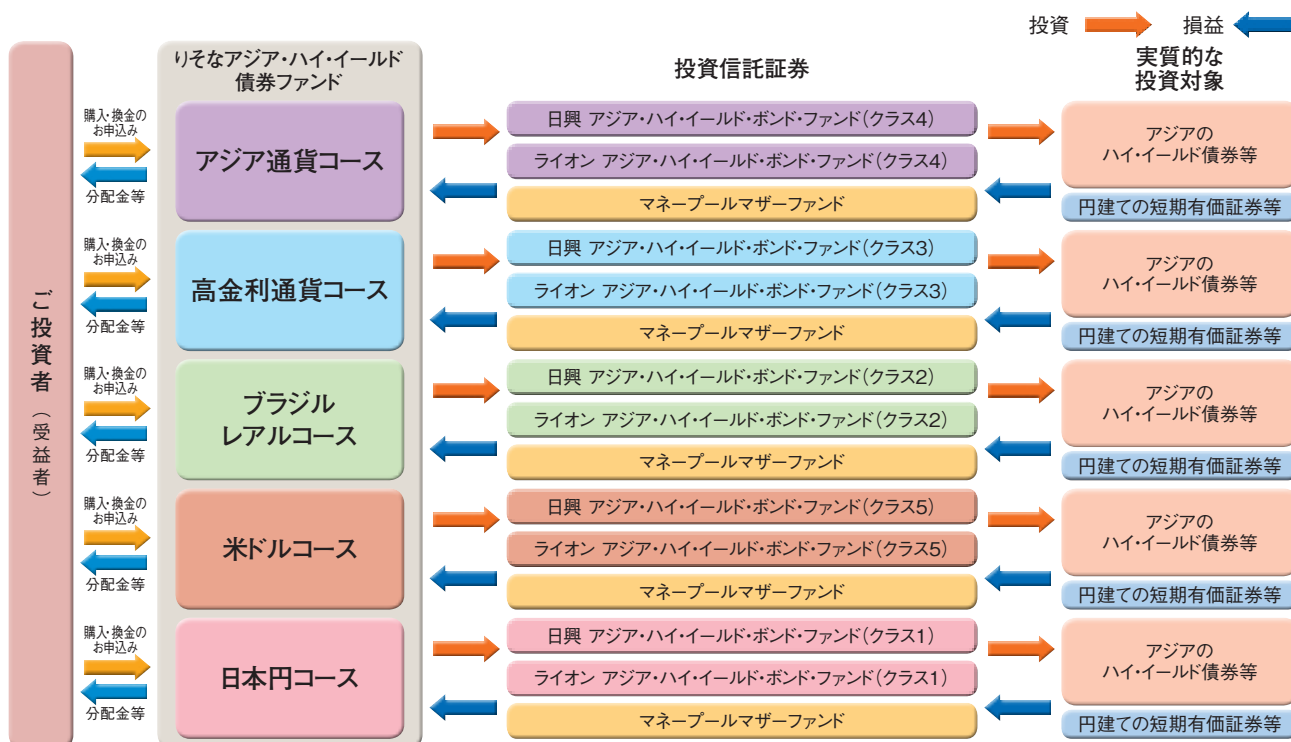 投資
損益
りそなアジア・ハイ・イールド
債券ファンド
投資信託証券
実質的な
投資対象
ご投資者（受益者）
購入・換金の
お申込み
分配金等
アジア通貨コース
日興 アジア・ハイ・イールド・ボンド・ファンド（クラス4）
ライオン アジア・ハイ・イールド・ボンド・ファンド（クラス4）
マネープールマザーファンド
アジアの
ハイ・イールド債券等
円建ての短期有価証券等
購入・換金の
お申込み
分配金等
高金利通貨コース
日興 アジア・ハイ・イールド・ボンド・ファンド（クラス3）
ライオン アジア・ハイ・イールド・ボンド・ファンド（クラス3）
マネープールマザーファンド
アジアの
ハイ・イールド債券等
円建ての短期有価証券等
購入・換金の
お申込み
分配金等
ブラジル
レアルコース
日興 アジア・ハイ・イールド・ボンド・ファンド（クラス2）
ライオン アジア・ハイ・イールド・ボンド・ファンド（クラス2）
マネープールマザーファンド
アジアの
ハイ・イールド債券等
円建ての短期有価証券等
購入・換金の
お申込み
分配金等
米ドルコース
日興 アジア・ハイ・イールド・ボンド・ファンド（クラス5）
ライオン アジア・ハイ・イールド・ボンド・ファンド（クラス5）
マネープールマザーファンド
アジアの
ハイ・イールド債券等
円建ての短期有価証券等
購入・換金の
お申込み
分配金等
日本円コース
日興 アジア・ハイ・イールド・ボンド・ファンド（クラス1）
ライオン アジア・ハイ・イールド・ボンド・ファンド（クラス1）
マネープールマザーファンド
アジアの
ハイ・イールド債券等
円建ての短期有価証券等